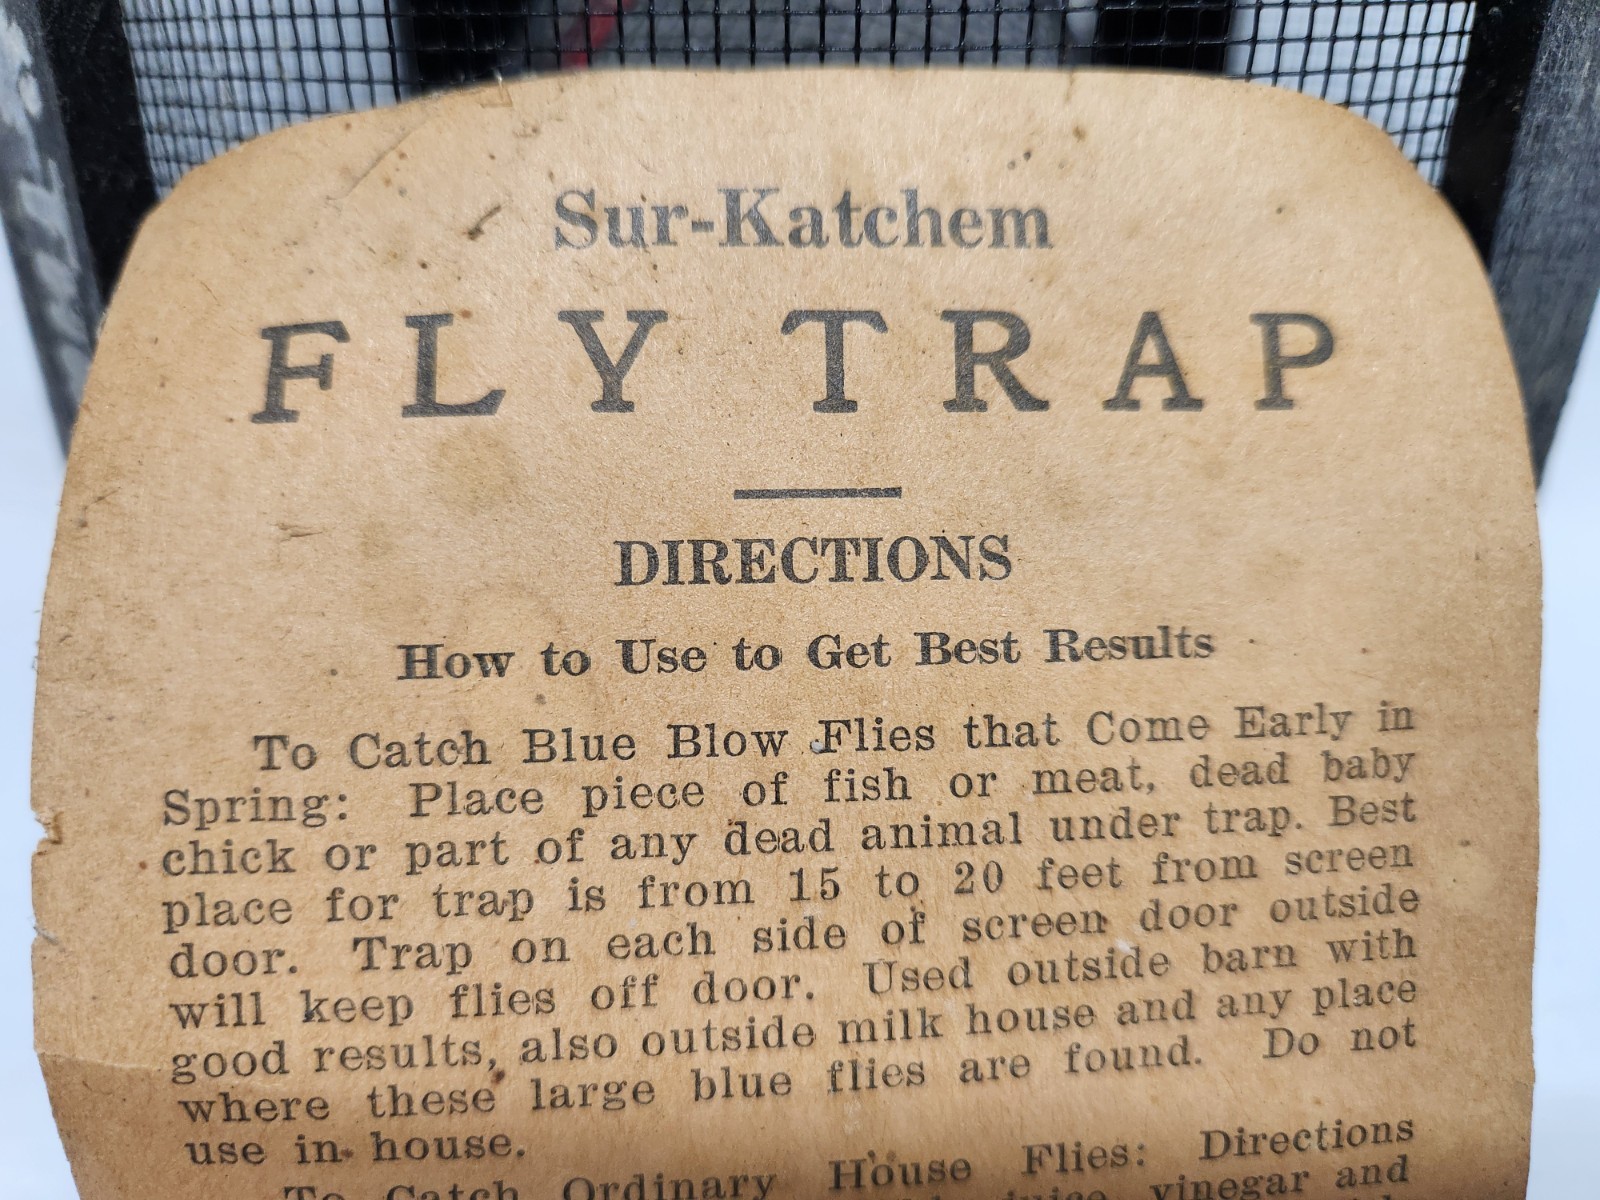 Sur-Katchem
FLY TRAP
DIRECTIONS
How to Use to Get Best Results
To Catch Blue Blow Flies that Come Early in
Spring: Place piece of fish or meat, dead baby
chick or part of any dead animal under trap. Best
place for trap is from 15 to 20 feet from screen
door. Trap on each side of screen door outside
will keep flies off door. Used outside barn with
good results, also outside milk house and any place
where these large blue flies are found. Do not
use in house.
To Catch Ordinary House Flies: Directions
juice, vinegar and